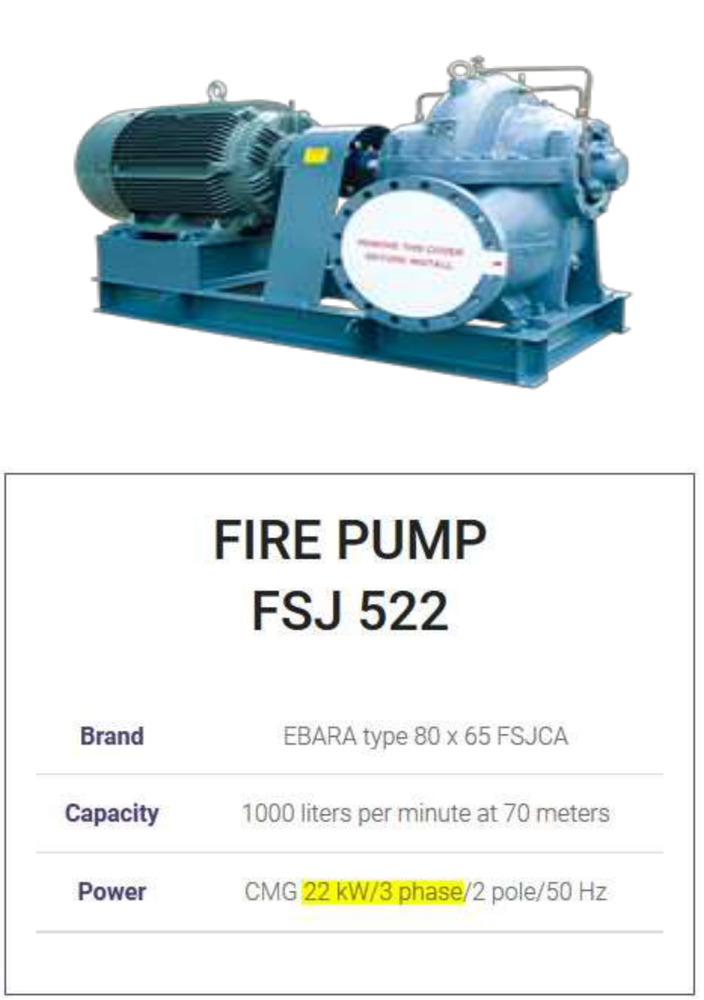 REMOVE THIS COVER
BEFORE INSTALL
FIRE PUMP
FSJ 522
Brand EBARA type 80 x 65 FSJCA
Capacity 1000 liters per minute at 70 meters
Power CMG 22 kW/3 phase/2 pole/50 Hz